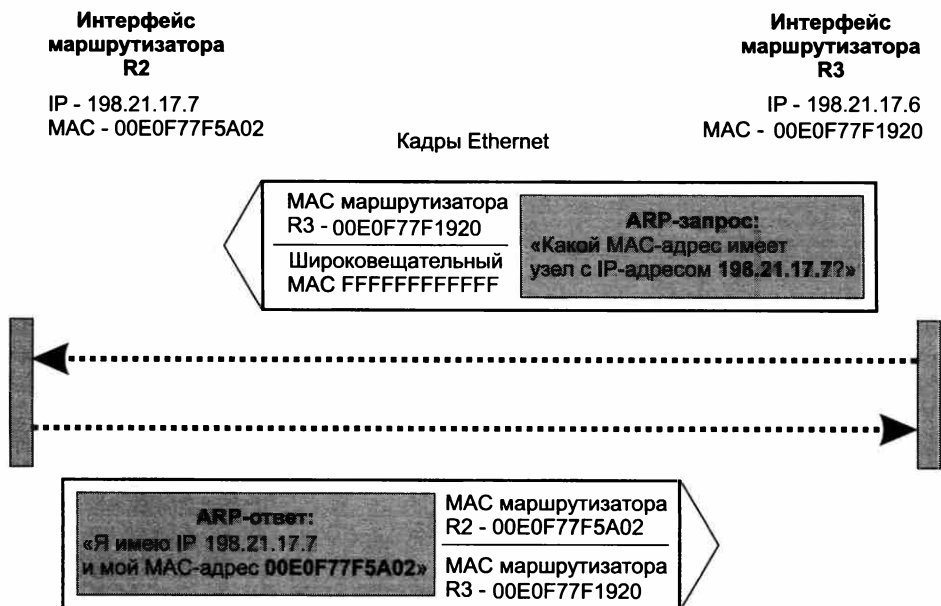 Интерфейс
маршрутизатора
R2
IP - 198.21.17.7
MAC - 00E0F77F5A02
Интерфейс
маршрутизатора
R3
IP - 198.21.17.6
MAC - 00E0F77F1920
Кадры Ethernet
MAC маршрутизатора
R3 - 00E0F77F1920
Широковещательный
MAC FFFFFFFFFFFF
ARP-запрос:
«Какой MAC-адрес имеет
узел с IP-адресом 198.21.17.7?»
ARP-ответ:
«Я имею IP 198.21.17.7
и мой MAC-адрес 00E0F77F5A02»
MAC маршрутизатора
R2 - 00E0F77F5A02
MAC маршрутизатора
R3 - 00E0F77F1920